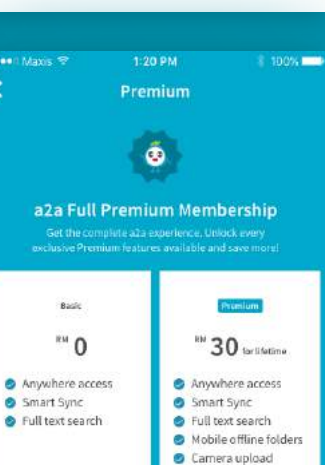 Maxis 1:20 PM 100%
Premium
a2a Full Premium Membership
Get the complete a2a experience. Unlock every
exclusive Premium features available and save more!
Basic
RM 0
Anywhere access
Smart Sync
Full text search
Premium
RM 30 for lifetime
Anywhere access
Smart Sync
Full text search
Mobile offline folders
Camera upload